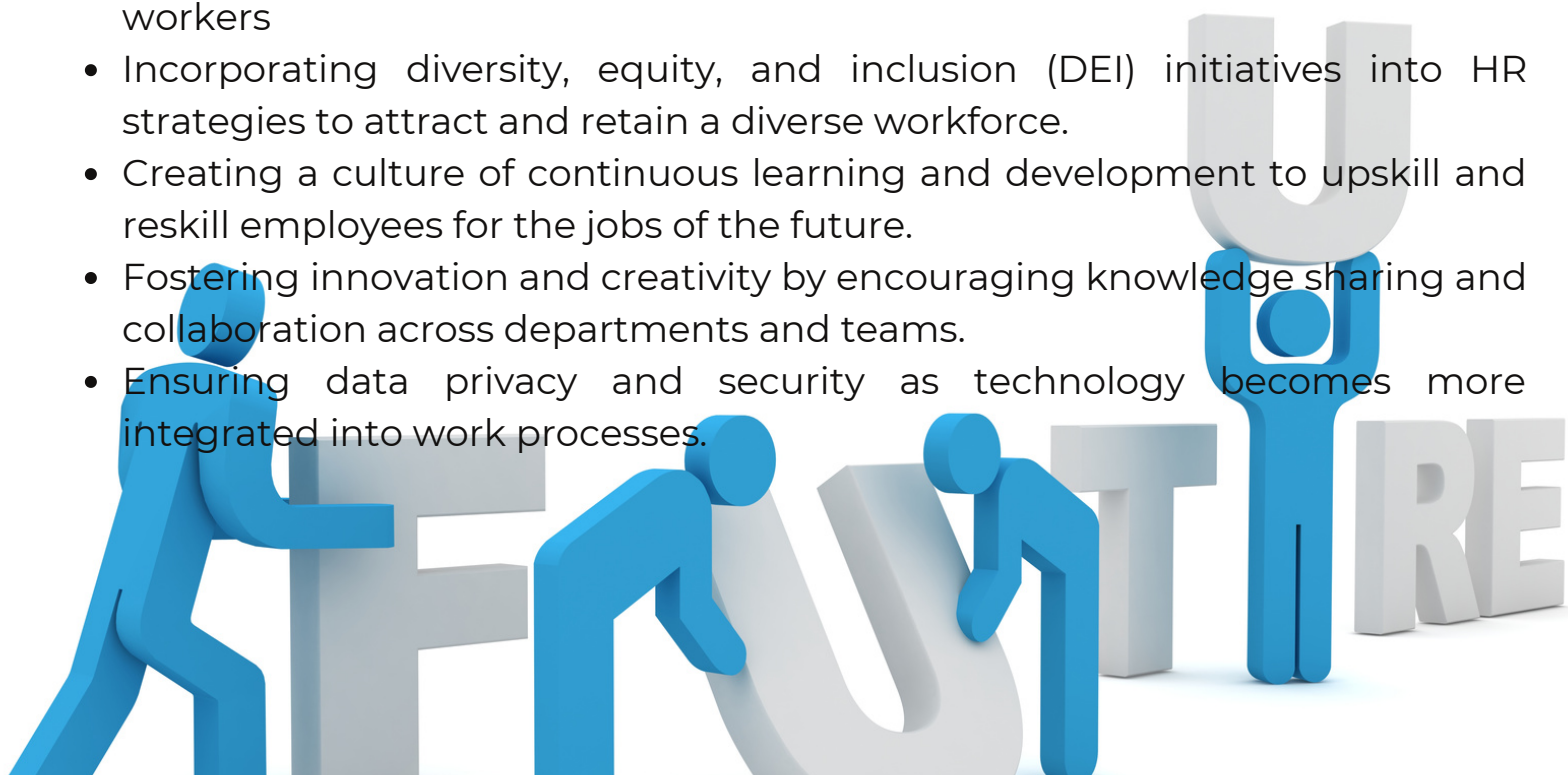 workers
• Incorporating diversity, equity, and inclusion (DEI) initiatives into HR
strategies to attract and retain a diverse workforce.
• Creating a culture of continuous learning and development to upskill and
reskill employees for the jobs of the future.
• Fostering innovation and creativity by encouraging knowledge sharing and
collaboration across departments and teams.
• Ensuring data privacy and security as technology becomes more
integrated into work processes.
FUTURE